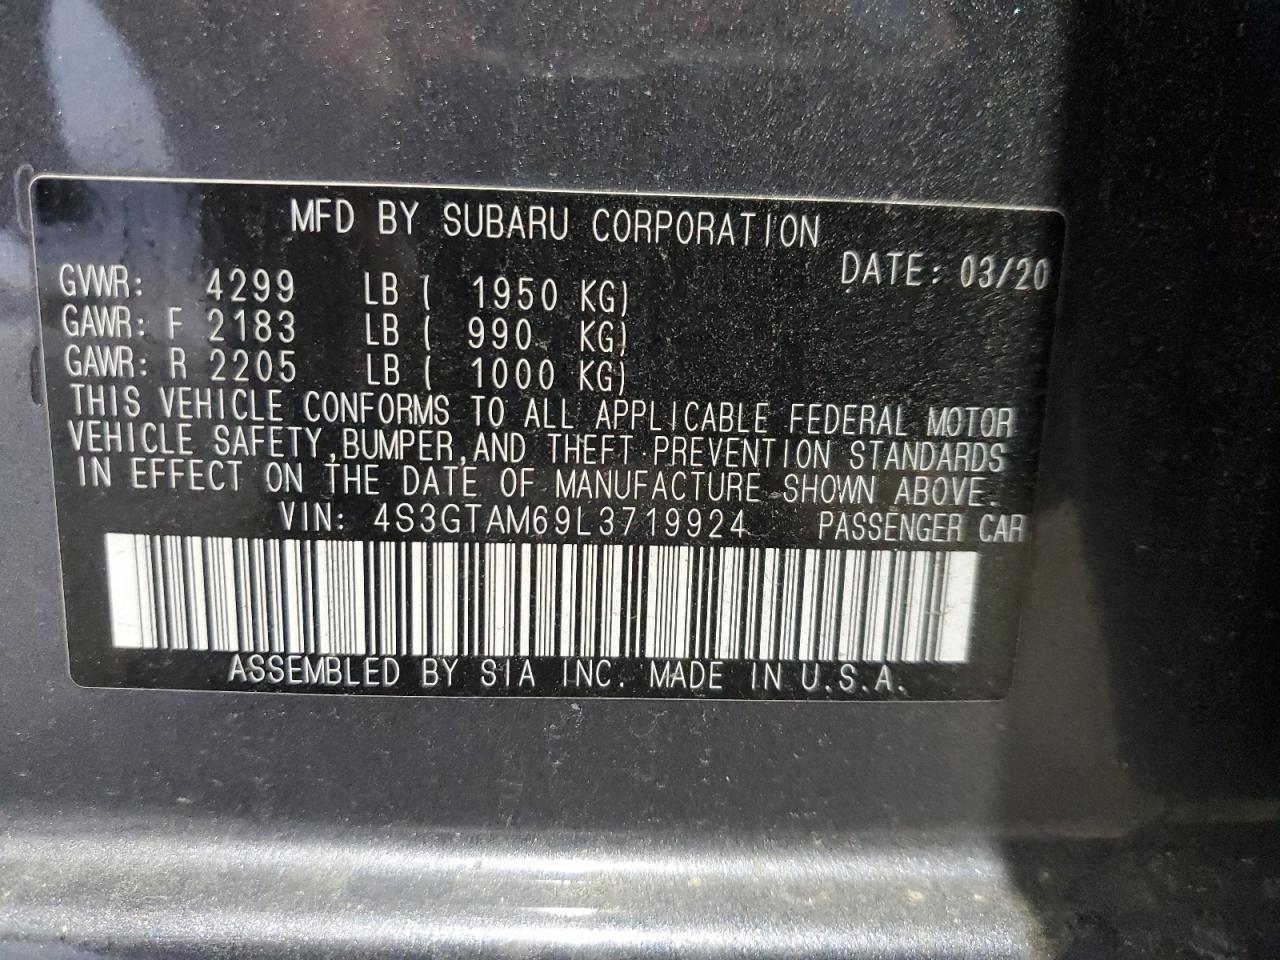 MFD BY SUBARU CORPORATION
DATE: 03/20
GVWR: 4299 LB ( 1950 KG)
GAWR: F 2183 LB ( 990 KG)
GAWR: R 2205 LB ( 1000 KG)
THIS VEHICLE CONFORMS TO ALL APPLICABLE FEDERAL MOTOR
VEHICLE SAFETY,BUMPER,AND THEFT PREVENTION STANDARDS
IN EFFECT ON THE DATE OF MANUFACTURE SHOWN ABOVE.
VIN: 4S3GTAM69L3719924 PASSENGER CAR
ASSEMBLED BY SIA INC. MADE IN U.S.A.